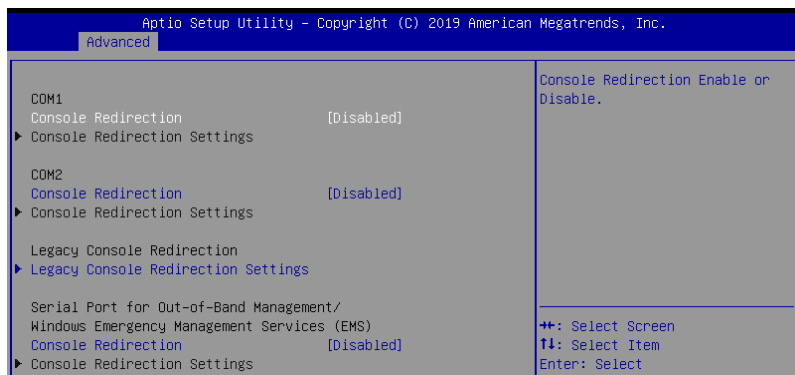 Aptio Setup Utility – Copyright (C) 2019 American Megatrends, Inc.
Advanced
COM1
Console Redirection [Disabled]
Console Redirection Settings
COM2
Console Redirection [Disabled]
Console Redirection Settings
Legacy Console Redirection
Legacy Console Redirection Settings
Serial Port for Out-of-Band Management/
Windows Emergency Management Services (EMS)
Console Redirection [Disabled]
Console Redirection Settings
Console Redirection Enable or
Disable.
→←: Select Screen
↑↓: Select Item
Enter: Select